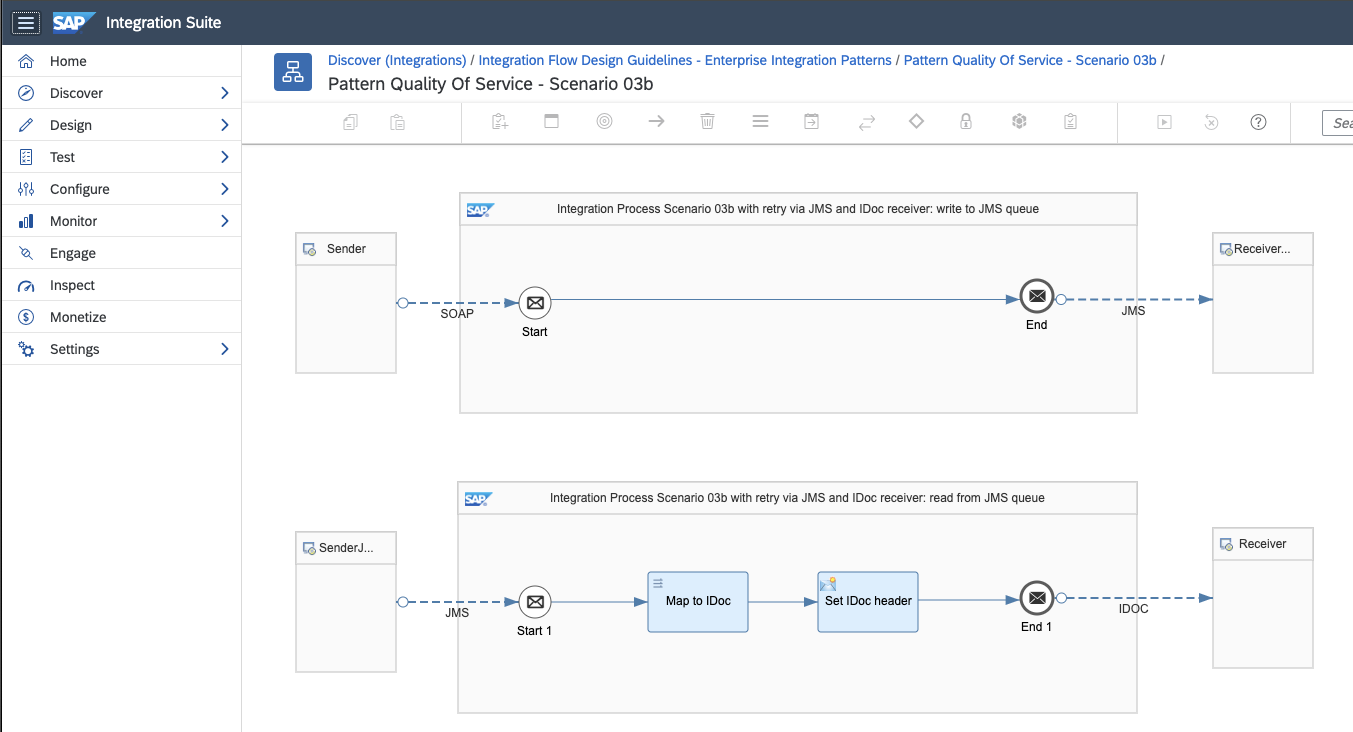 SAP Integration Suite
Home
Discover
Design
Test
Configure
Monitor
Engage
Inspect
Monetize
Settings
Discover (Integrations) / Integration Flow Design Guidelines - Enterprise Integration Patterns / Pattern Quality Of Service - Scenario 03b /
Pattern Quality Of Service - Scenario 03b
Sea
SAP Integration Process Scenario 03b with retry via JMS and IDoc receiver: write to JMS queue
Sender
Receiver...
SOAP
Start
End
JMS
SAP Integration Process Scenario 03b with retry via JMS and IDoc receiver: read from JMS queue
SenderJ...
Receiver
JMS
Start 1
Map to IDoc
Set IDoc header
End 1
IDOC